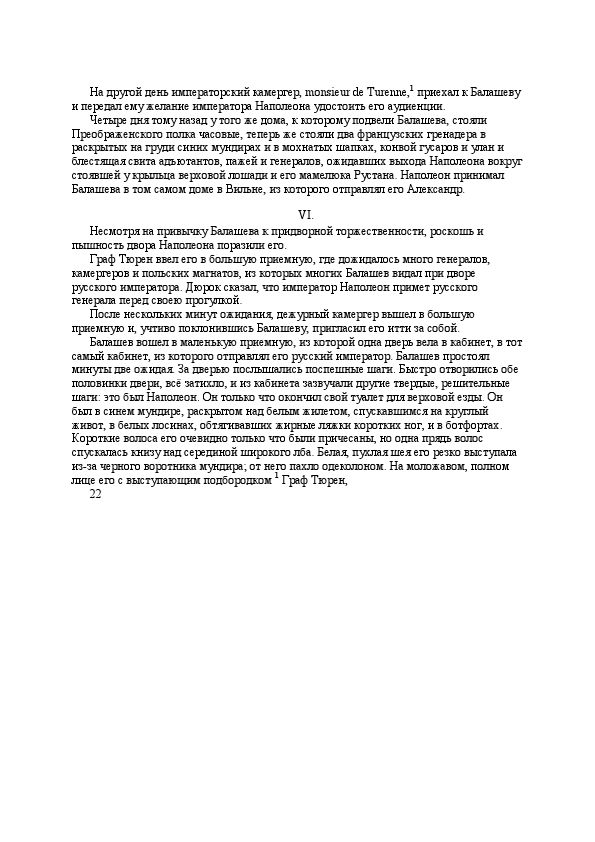 На другой день императорский камергер, monsieur de Turenne,1 приехал к Балашеву
и передал ему желание императора Наполеона удостоить его аудиенции.
Четыре дня тому назад у того же дома, к которому подвели Балашева, стояли
Преображенского полка часовые, теперь же стояли два французских гренадера в
раскрытых на груди синих мундирах и в мохнатых шапках, конвой гусаров и улан и
блестящая свита адъютантов, пажей и генералов, ожидавших выхода Наполеона вокруг
стоявшей у крыльца верховой лошади и его мамелюка Рустана. Наполеон принимал
Балашева в том самом доме в Вильне, из которого отправлял его Александр.
VI.
Несмотря на привычку Балашева к придворной торжественности, роскошь и
пышность двора Наполеона поразили его.
Граф Тюрен ввел его в большую приемную, где дожидалось много генералов,
камергеров и польских магнатов, из которых многих Балашев видал при дворе
русского императора. Дюрок сказал, что император Наполеон примет русского
генерала перед своею прогулкой.
После нескольких минут ожидания, дежурный камергер вышел в большую
приемную и, учтиво поклонившись Балашеву, пригласил его итти за собой.
Балашев вошел в маленькую приемную, из которой одна дверь вела в кабинет, в тот
самый кабинет, из которого отправлял его русский император. Балашев простоял
минуты две ожидая. За дверью послышались поспешные шаги. Быстро отворились обе
половинки двери, всё затихло, и из кабинета зазвучали другие твердые, решительные
шаги: это был Наполеон. Он только что окончил свой туалет для верховой езды. Он
был в синем мундире, раскрытом над белым жилетом, спускавшимся на круглый
живот, в белых лосинах, обтягивавших жирные ляжки коротких ног, и в ботфортах.
Короткие волоса его очевидно только что были причесаны, но одна прядь волос
спускалась книзу над серединой широкого лба. Белая, пухлая шея его резко выступала
из-за черного воротника мундира; от него пахло одеколоном. На моложавом, полном
лице его с выступающим подбородком 1 Граф Тюрен,
22